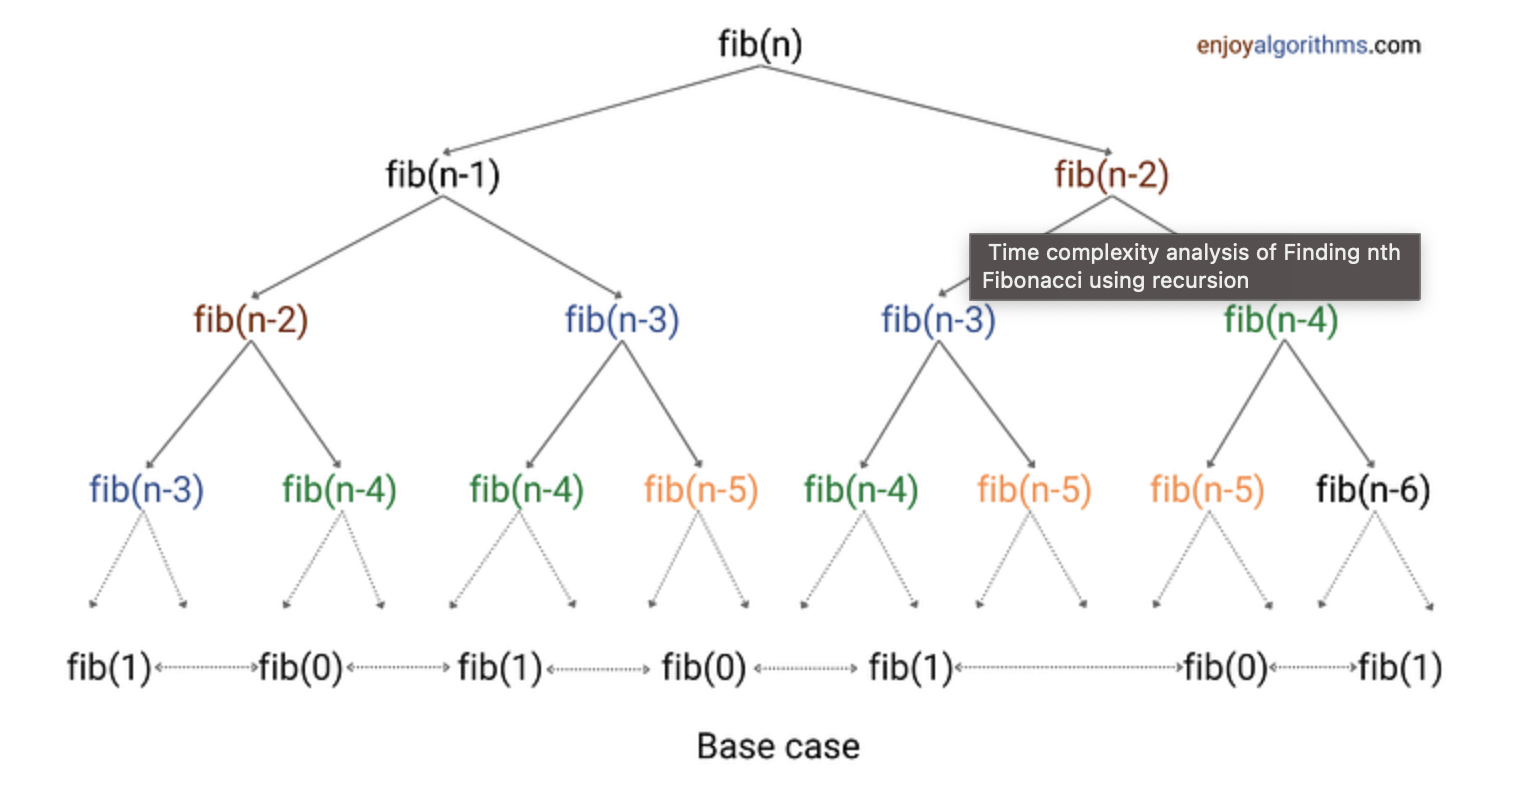 fib(n)
enjoyalgorithms.com
fib(n-1)
fib(n-2)
Time complexity analysis of Finding nth
Fibonacci using recursion
fib(n-2)
fib(n-3)
fib(n-3)
fib(n-4)
fib(n-3)
fib(n-4)
fib(n-4)
fib(n-5)
fib(n-4)
fib(n-5)
fib(n-5)
fib(n-6)
fib(1)
fib(0)
fib(1)
fib(0)
fib(1)
fib(0)
fib(1)
Base case